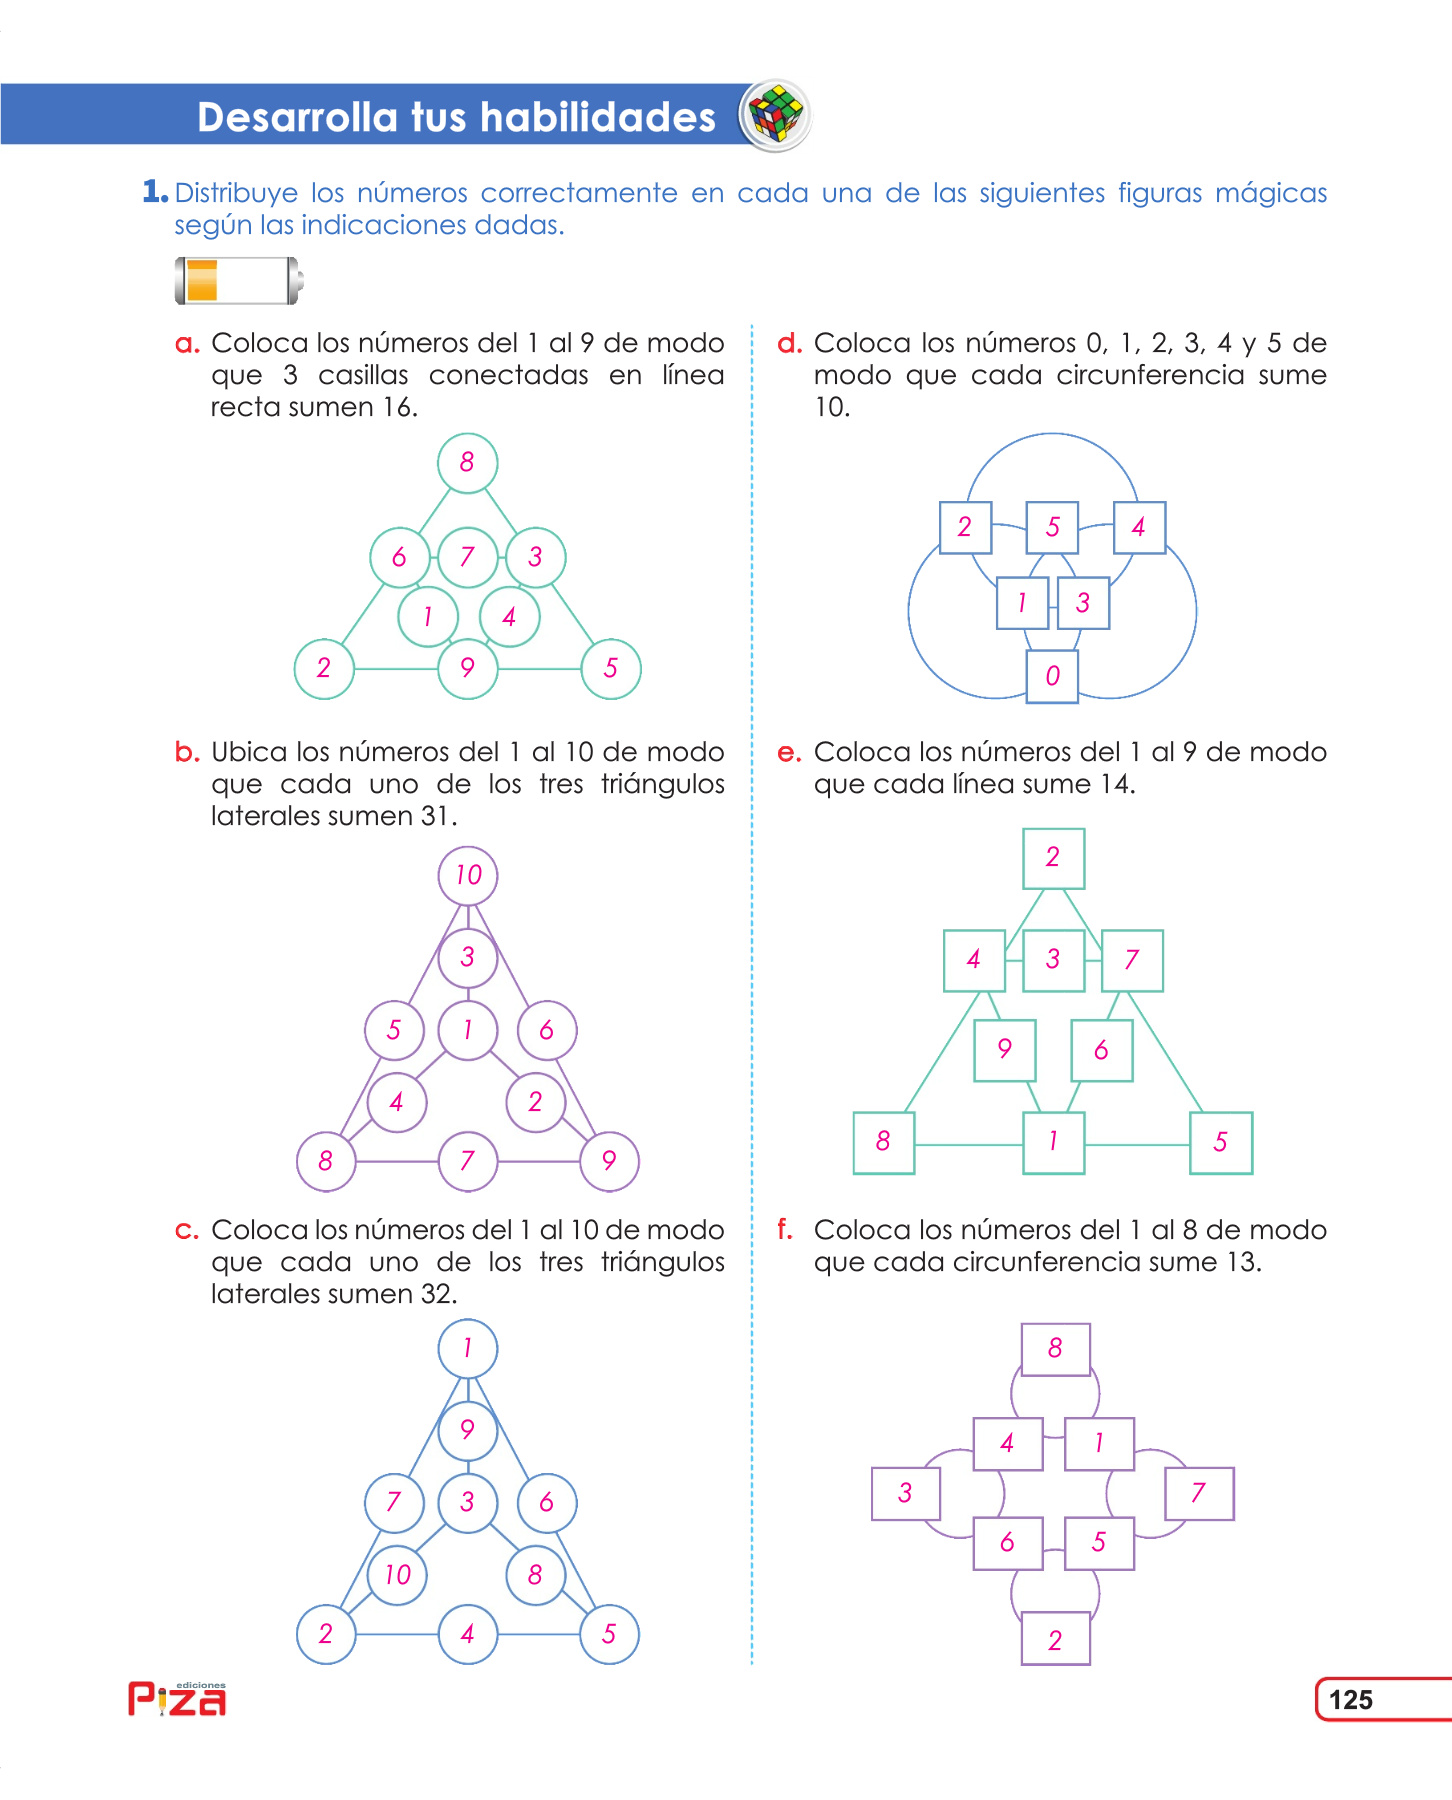 Desarrolla tus habilidades
1. Distribuye los números correctamente en cada una de las siguientes figuras mágicas
según las indicaciones dadas.
a. Coloca los números del 1 al 9 de modo
que 3 casillas conectadas en línea
recta sumen 16.
8
6 7 3
1 4
2 9 5
b. Ubica los números del 1 al 10 de modo
que cada uno de los tres triángulos
laterales sumen 31.
10
3
5 1 6
4 2
8 7 9
c. Coloca los números del 1 al 10 de modo
que cada uno de los tres triángulos
laterales sumen 32.
1
9
7 3 6
10 8
2 4 5
d. Coloca los números 0, 1, 2, 3, 4 y 5 de
modo que cada circunferencia sume
10.
2 5 4
1 3
0
e. Coloca los números del 1 al 9 de modo
que cada línea sume 14.
2
4 3 7
9 6
8 1 5
f. Coloca los números del 1 al 8 de modo
que cada circunferencia sume 13.
8
4 1
3 7
6 5
2
ediciones
Piza
125